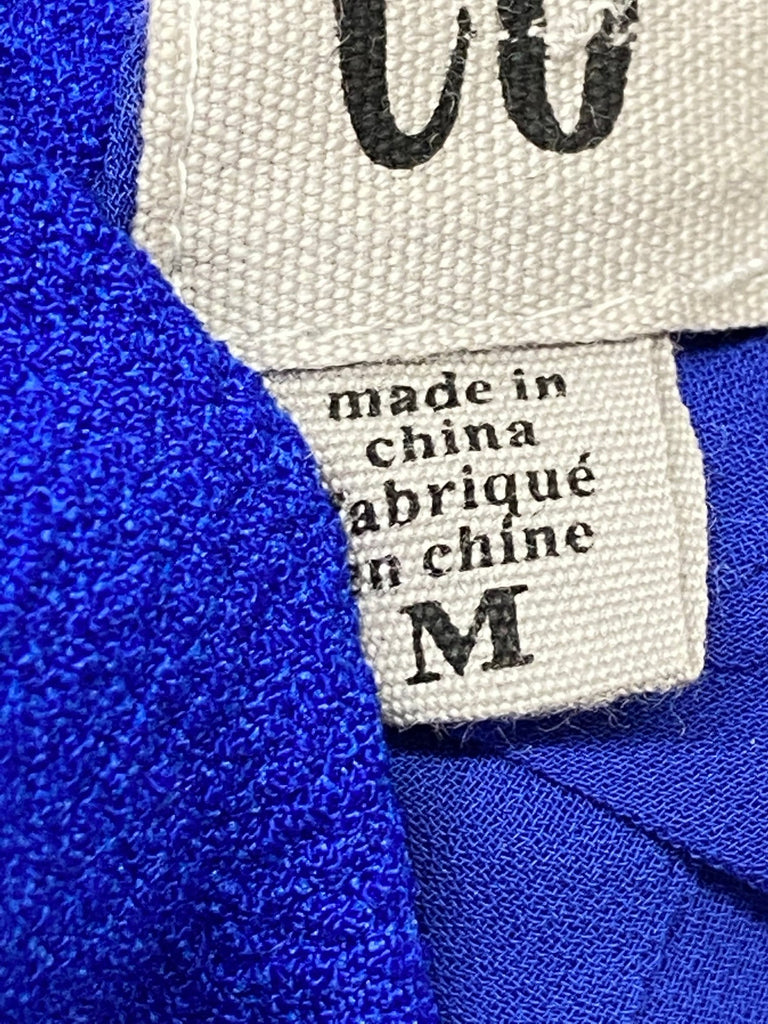 made in
china
fabriqué
en chine
M